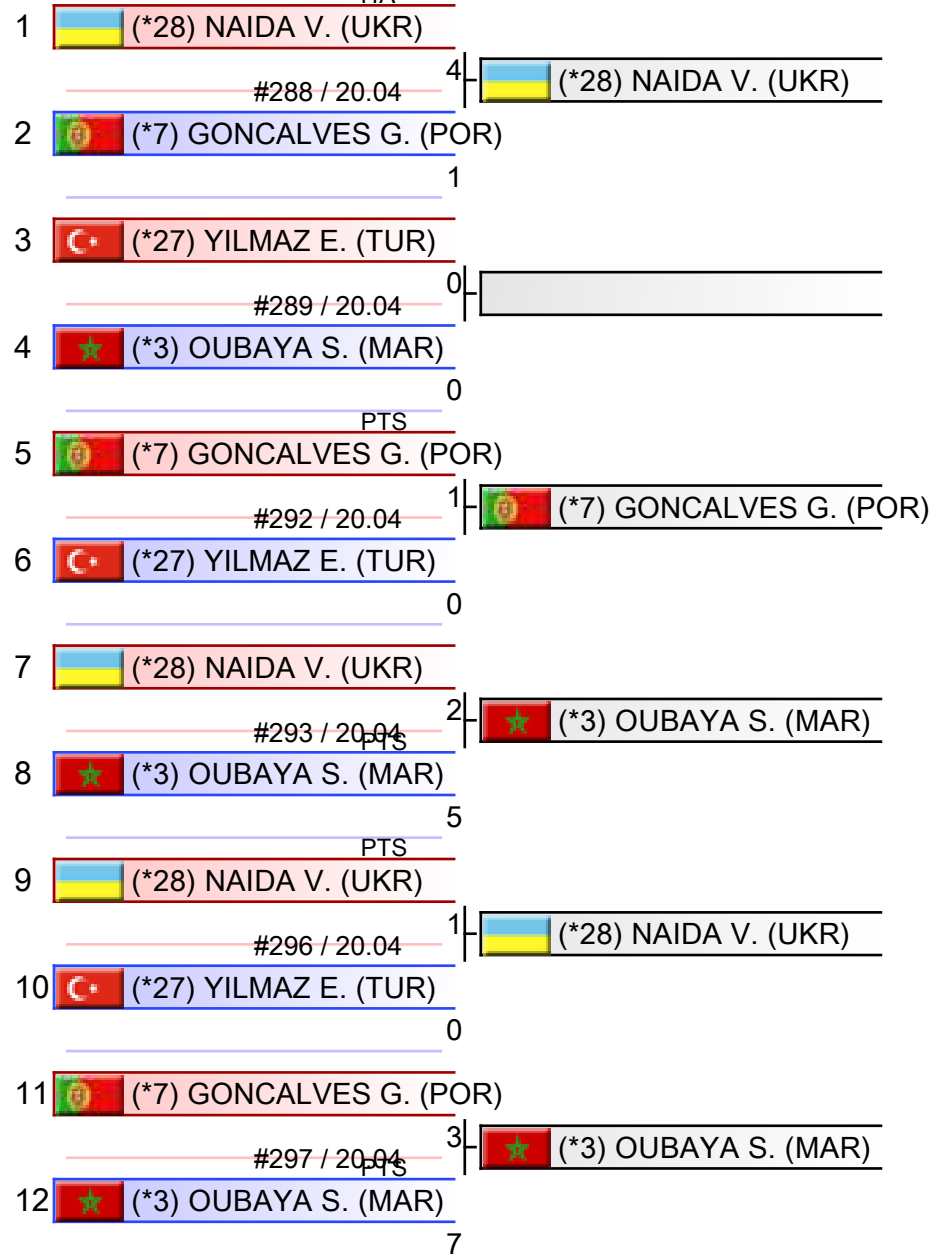 1 (*28) NAIDA V. (UKR)
4 (*28) NAIDA V. (UKR)
#288 / 20.04
2 (*7) GONCALVES G. (POR)
1
3 (*27) YILMAZ E. (TUR)
0
#289 / 20.04
4 (*3) OUBAYA S. (MAR)
0
PTS
5 (*7) GONCALVES G. (POR)
1 (*7) GONCALVES G. (POR)
#292 / 20.04
6 (*27) YILMAZ E. (TUR)
0
7 (*28) NAIDA V. (UKR)
2 (*3) OUBAYA S. (MAR)
#293 / 20.04
PTS
8 (*3) OUBAYA S. (MAR)
5
PTS
9 (*28) NAIDA V. (UKR)
1 (*28) NAIDA V. (UKR)
#296 / 20.04
10 (*27) YILMAZ E. (TUR)
0
11 (*7) GONCALVES G. (POR)
3 (*3) OUBAYA S. (MAR)
#297 / 20.04
PTS
12 (*3) OUBAYA S. (MAR)
7